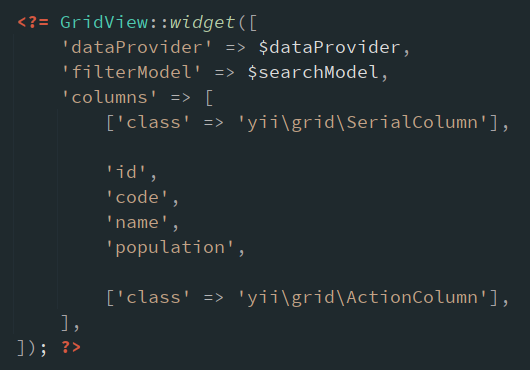 <?= GridView::widget([
    'dataProvider' => $dataProvider,
    'filterModel' => $searchModel,
    'columns' => [
        ['class' => 'yii\grid\SerialColumn'],

        'id',
        'code',
        'name',
        'population',

        ['class' => 'yii\grid\ActionColumn'],
    ],
]); ?>